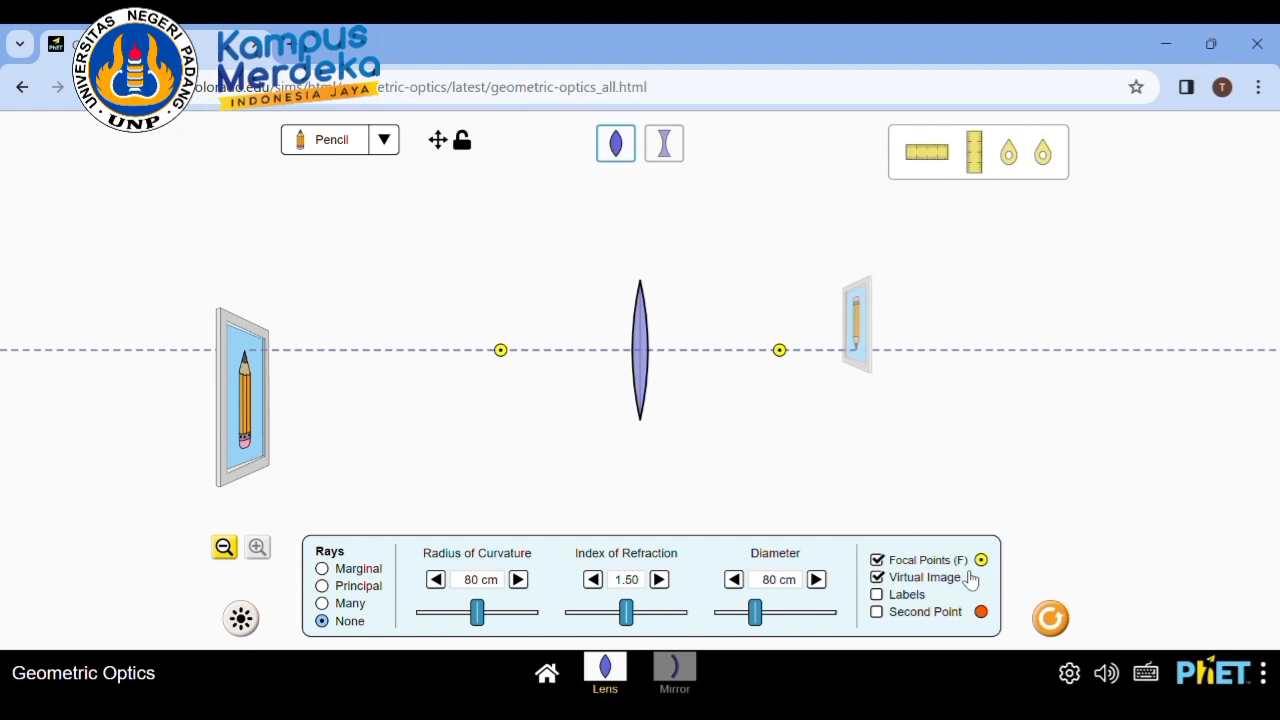 UNIVERSITAS NEGERI PADANG
UNP
Kampus
Merdeka
INDONESIA JAYA
etric-optics/latest/geometric-optics_all.html
T
Pencil
Rays
Marginal
Principal
Many
None
Radius of Curvature
80 cm
Index of Refraction
1.50
Diameter
80 cm
Focal Points (F)
Virtual Image
Labels
Second Point
Geometric Optics
Lens
Mirror
PhET